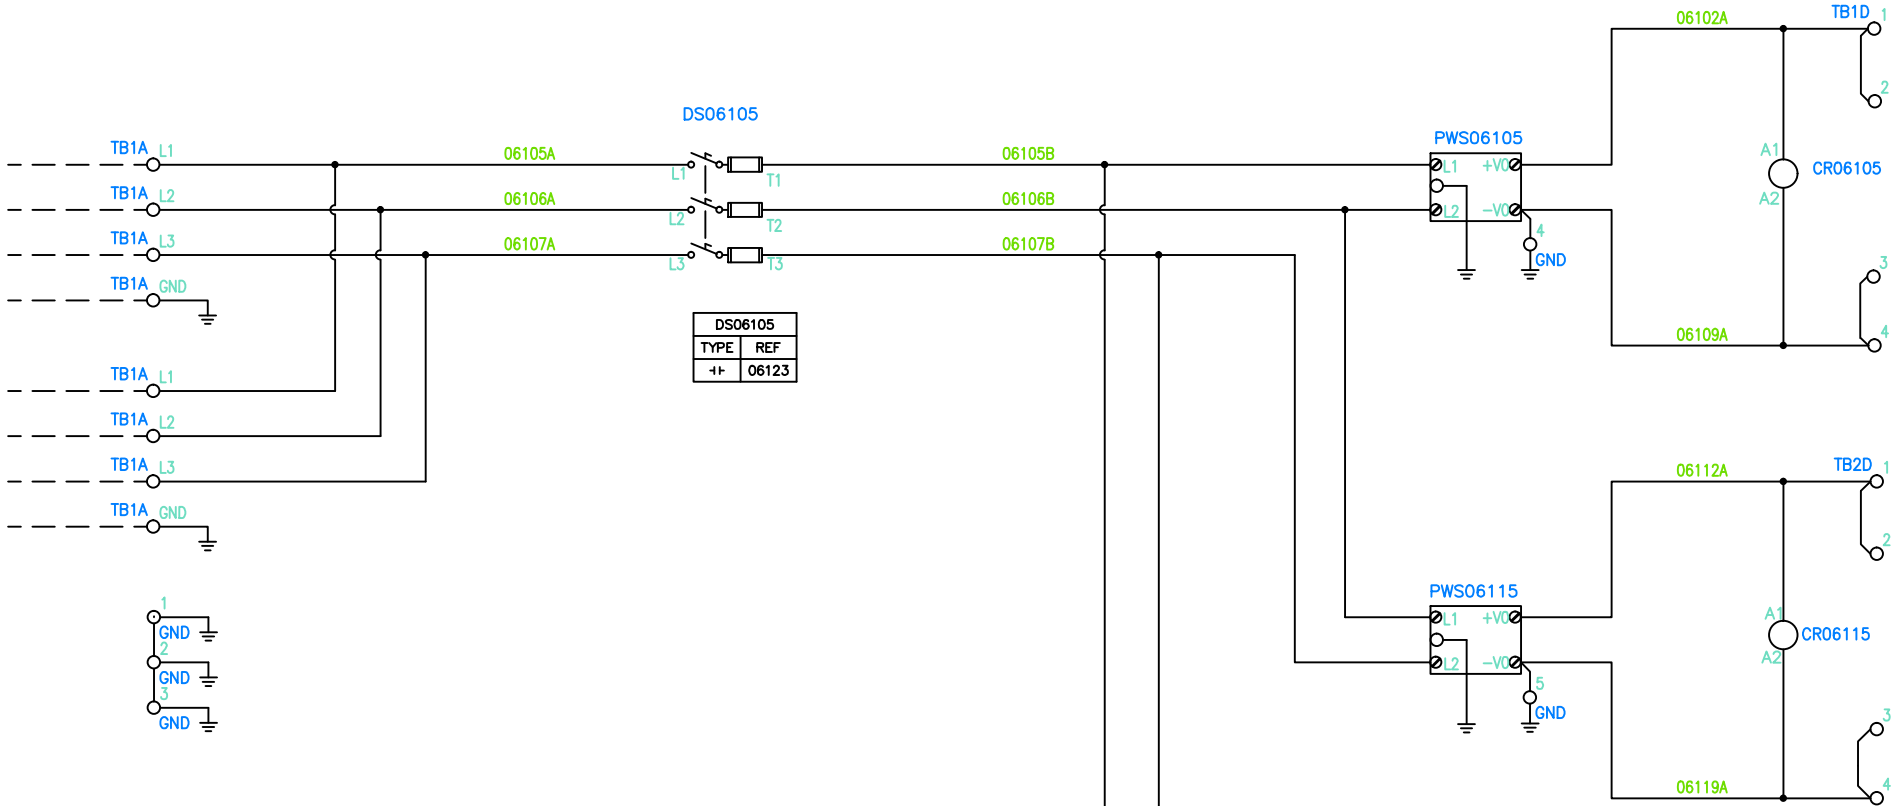 06102A
TB1D 1
2
DS06105
PWS06105
TB1A L1
06105A
06105B
L1
T1
L1 +V0
A1
CR06105
TB1A L2
06106A
06106B
L2
T2
L2 -V0
A2
4
GND
TB1A L3
06107A
06107B
L3
T3
3
TB1A GND
DS06105
TYPE REF
06123
06109A
4
TB1A L1
TB1A L2
TB1A L3
06112A
TB2D 1
TB1A GND
2
PWS06115
1
GND
L1 +V0
A1
CR06115
2
GND
L2 -V0
A2
3
GND
5
GND
3
06119A
4